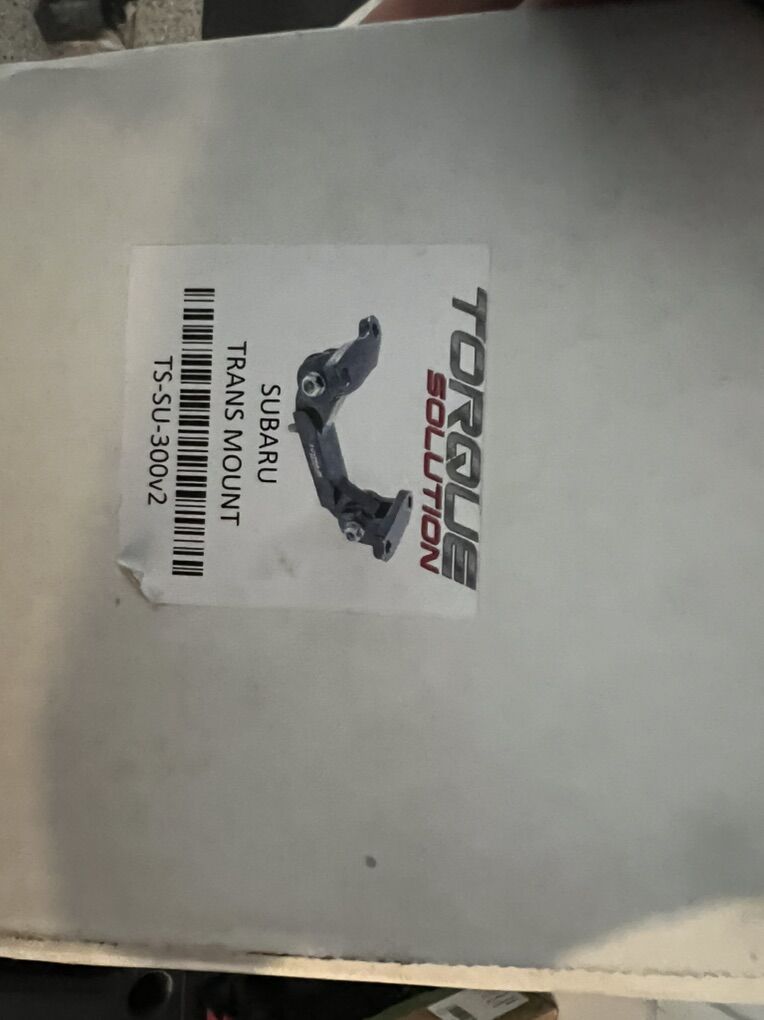 TORQUE
SOLUTION
SUBARU
TRANS MOUNT
TS-SU-300v2